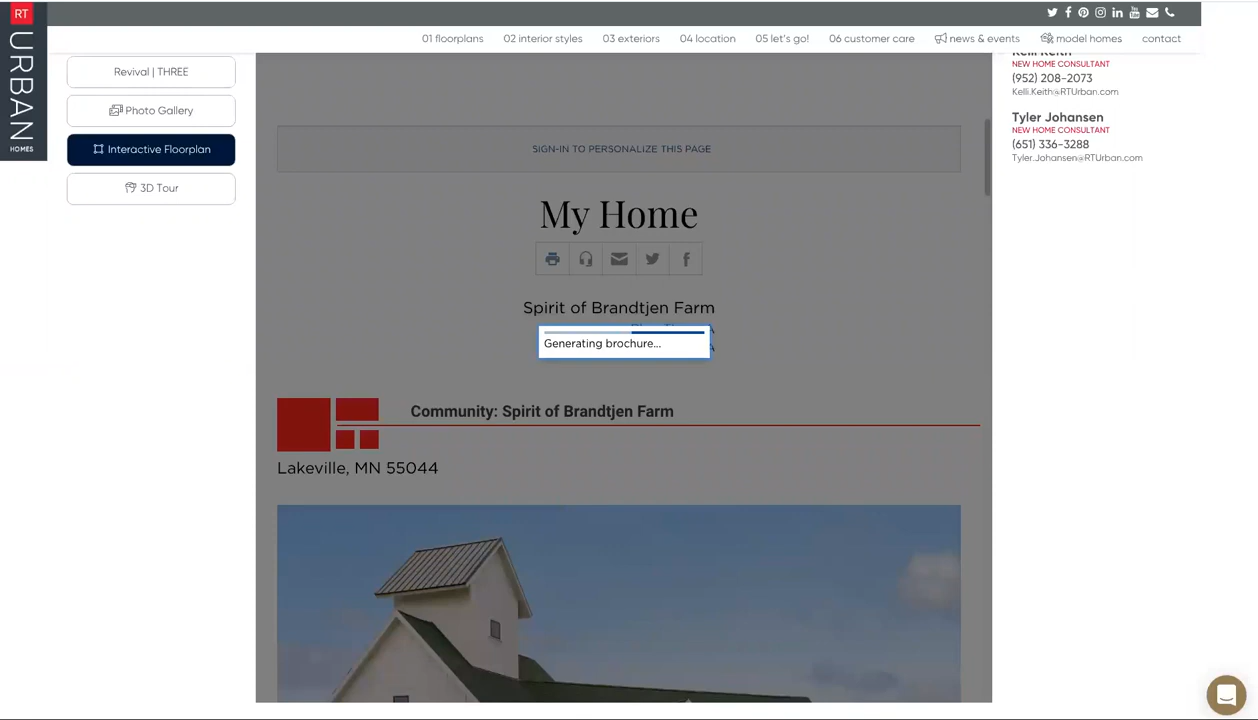 RT
URBAN
HOMES
01 floorplans
02 interior styles
03 exteriors
04 location
05 let's go!
06 customer care
news & events
model homes
contact
Revival | THREE
Photo Gallery
Interactive Floorplan
3D Tour
SIGN-IN TO PERSONALIZE THIS PAGE
My Home
Spirit of Brandtjen Farm
Generating brochure...
Community: Spirit of Brandtjen Farm
Lakeville, MN 55044
Kelli Keith
NEW HOME CONSULTANT
(952) 208-2073
Kelli.Keith@RTUrban.com
Tyler Johansen
NEW HOME CONSULTANT
(651) 336-3288
Tyler.Johansen@RTUrban.com